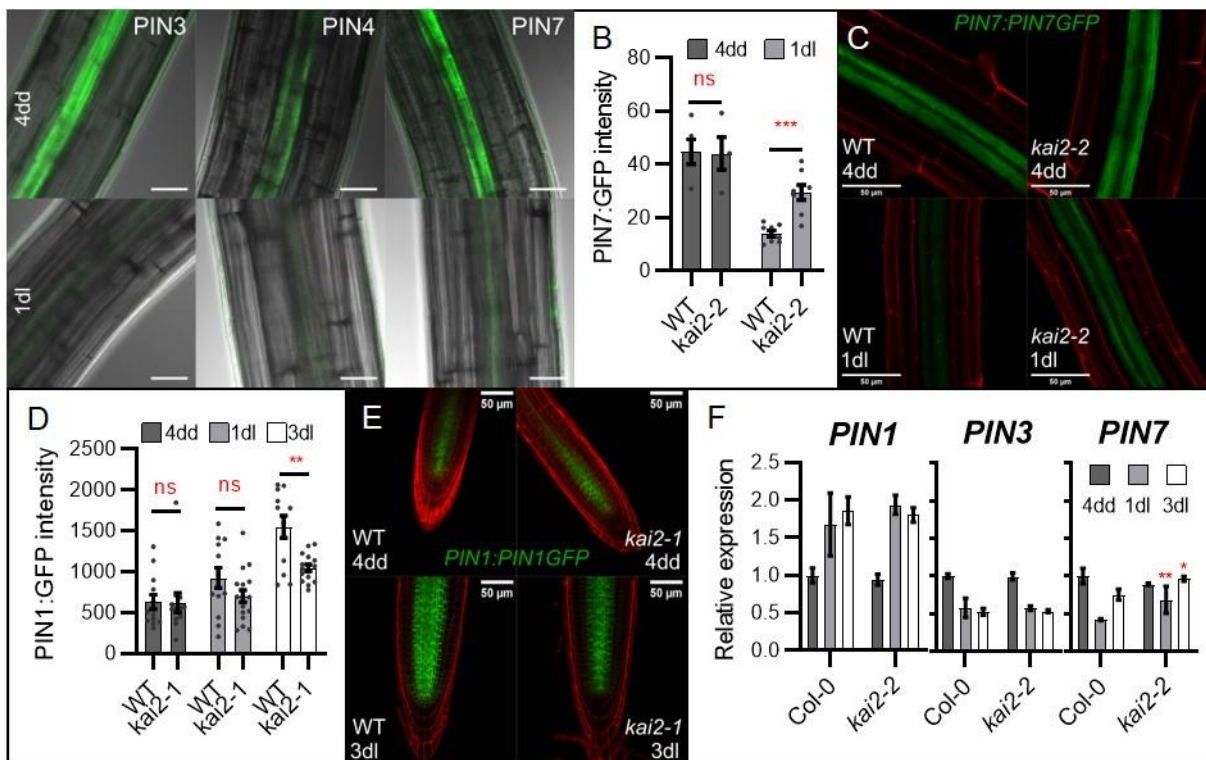 PIN3 PIN4 PIN7
4dd
1dl
B
4dd 1dl
PIN7:GFP intensity
80
60
40
20
0
ns
***
WT kai2-2 WT kai2-2
C
PIN7:PIN7GFP
WT
4dd
50 µm
kai2-2
4dd
50 µm
WT
1dl
50 µm
kai2-2
1dl
50 µm
D
4dd 1dl 3dl
PIN1:GFP intensity
2500
2000
1500
1000
500
0
ns ns **
WT kai2-1 WT kai2-1 WT kai2-1
E
50 µm 50 µm
WT
4dd
kai2-1
4dd
PIN1:PIN1GFP
50 µm 50 µm
WT
3dl
kai2-1
3dl
F
PIN1 PIN3 PIN7
4dd 1dl 3dl
Relative expression
2.5
2.0
1.5
1.0
0.5
0.0
** *
Col-0 kai2-2 Col-0 kai2-2 Col-0 kai2-2